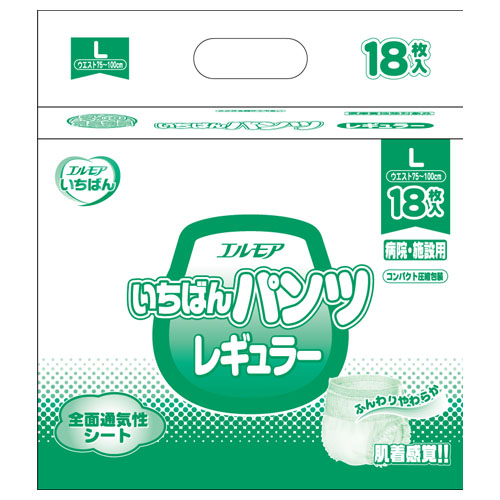 L
ウエスト75~100cm
18枚入
いちばんパンツ
レギュラー
エルモア
いちばん
L
ウエスト75~100cm
18枚入
病院・施設用
コンパクト圧縮包装
エルモア
いちばんパンツ
レギュラー
全面通気性
シート
ふんわりやわらか
肌着感覚!!